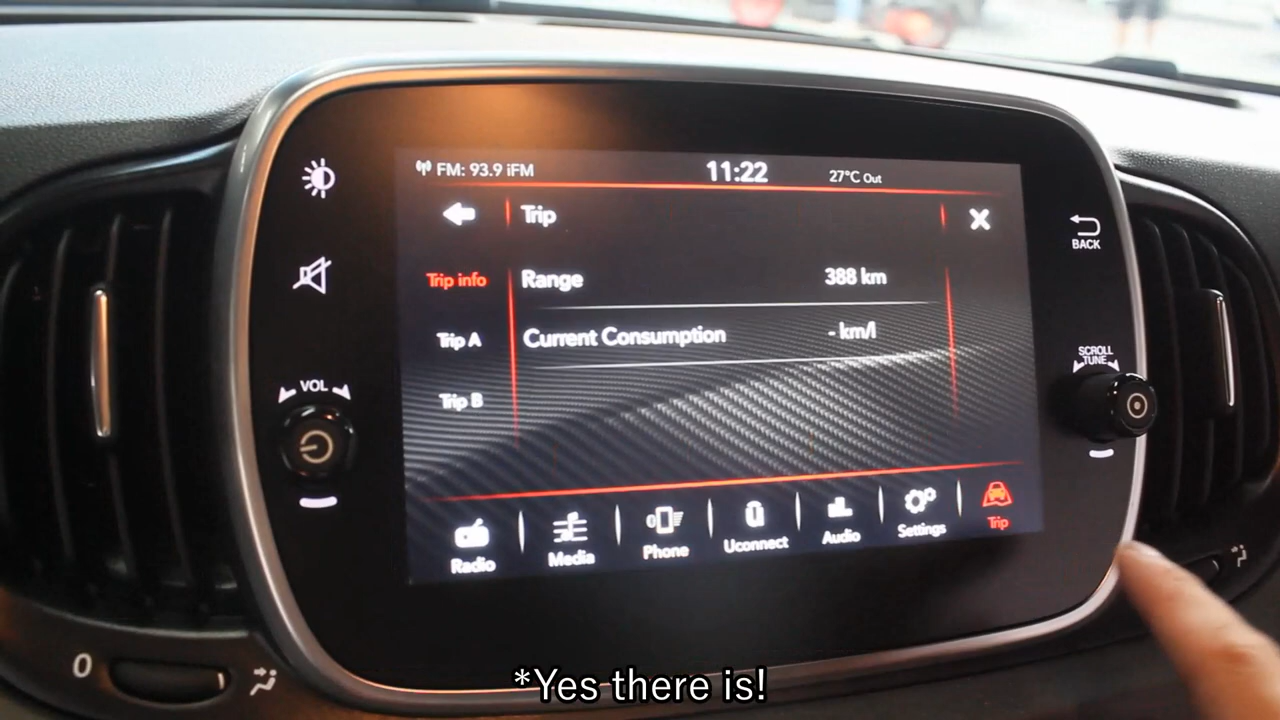 FM: 93.9 iFM
11:22
27°C Out
Trip
BACK
Trip info
Range
388 km
Trip A
Current Consumption
- km/l
SCROLL
TUNE
VOL
Trip B
Radio
Media
Phone
Uconnect
Audio
Settings
Trip
0
*Yes there is!